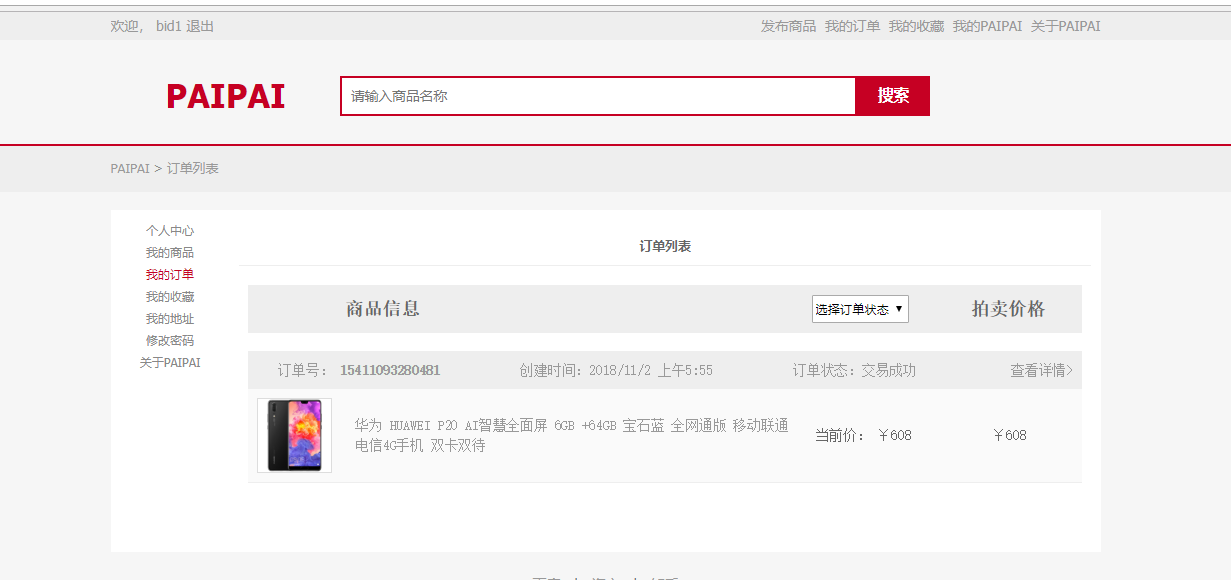 欢迎， bid1 退出
发布商品 我的订单 我的收藏 我的PAIPAI 关于PAIPAI
PAIPAI
请输入商品名称
搜索
PAIPAI > 订单列表
个人中心
我的商品
我的订单
我的收藏
我的地址
修改密码
关于PAIPAI
订单列表
商品信息 选择订单状态 拍卖价格
订单号： 15411093280481 创建时间：2018/11/2 上午5:55 订单状态：交易成功 查看详情>
华为 HUAWEI P20 AI智慧全面屏 6GB +64GB 宝石蓝 全网通版 移动联通
电信4G手机 双卡双待
当前价： ￥608 ￥608